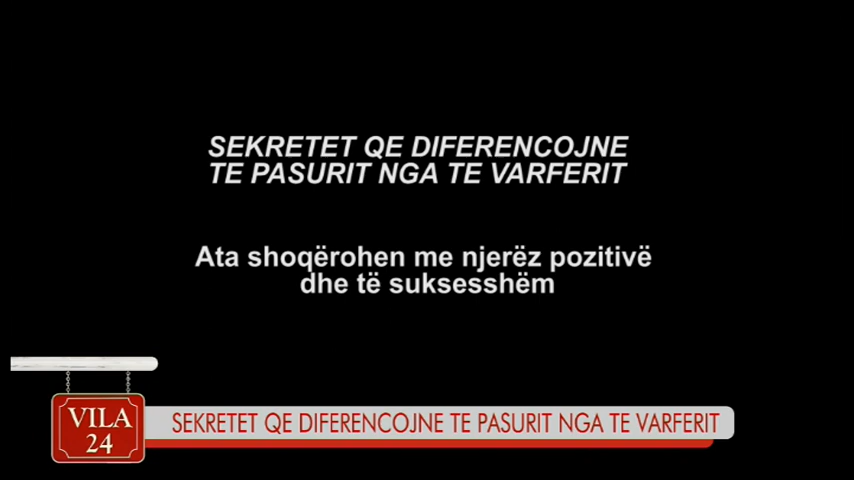 SEKRETET QE DIFERENCOJNE
TE PASURIT NGA TE VARFERIT
Ata shoqërohen me njerëz pozitivë
dhe të suksesshëm
VILA
24
SEKRETET QE DIFERENCOJNE TE PASURIT NGA TE VARFERIT